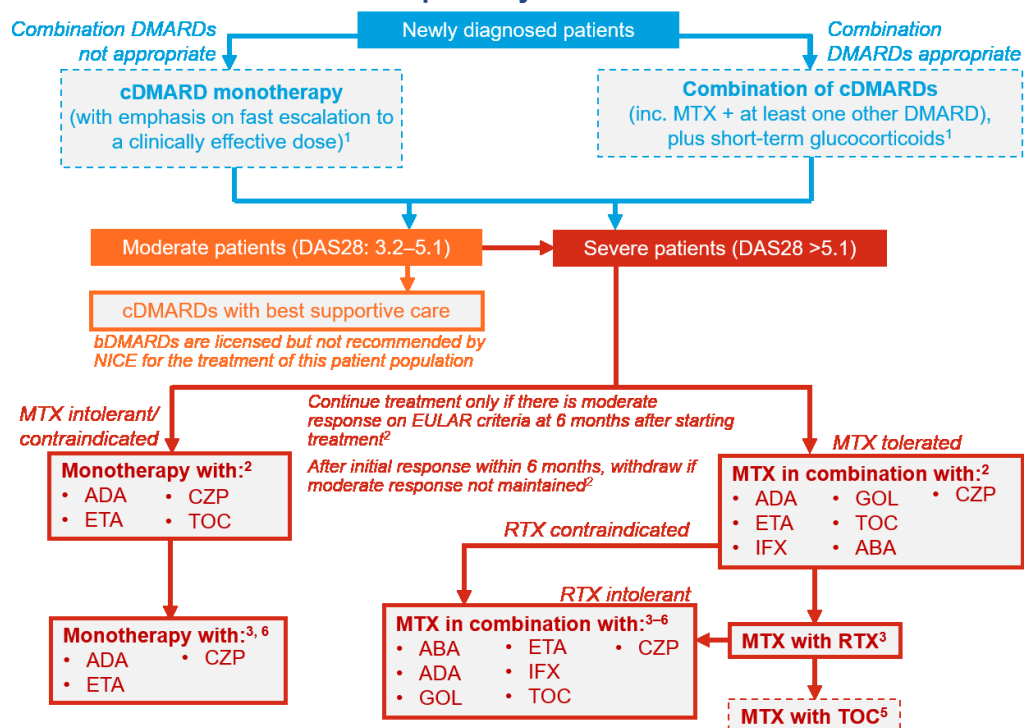 Newly diagnosed patients
Combination DMARDs
not appropriate
Combination
DMARDs appropriate
cDMARD monotherapy
(with emphasis on fast escalation to
a clinically effective dose)¹
Combination of cDMARDs
(inc. MTX + at least one other DMARD),
plus short-term glucocorticoids¹
Moderate patients (DAS28: 3.2–5.1)
Severe patients (DAS28 >5.1)
cDMARDs with best supportive care
bDMARDs are licensed but not recommended by
NICE for the treatment of this patient population
MTX intolerant/
contraindicated
Continue treatment only if there is moderate
response on EULAR criteria at 6 months after starting
treatment²
After initial response within 6 months, withdraw if
moderate response not maintained²
MTX tolerated
Monotherapy with:²
• ADA
• ETA
• CZP
• TOC
MTX in combination with:²
• ADA
• ETA
• IFX
• GOL
• TOC
• ABA
• CZP
RTX contraindicated
RTX intolerant
Monotherapy with:³, ⁶
• ADA
• ETA
• CZP
MTX in combination with:³–⁶
• ABA
• ADA
• GOL
• ETA
• IFX
• TOC
• CZP
MTX with RTX³
MTX with TOC⁵